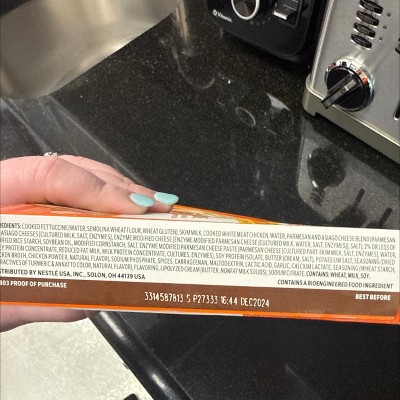 Vitamix
REDIENTS: COOKED FETTUCCINE (WATER, SEMOLINA WHEAT FLOUR, WHEAT GLUTEN), SKIM MILK, COOKED WHITE MEAT CHICKEN, WATER, PARMESAN AND ASIAGO CHEESE BLEND (PARMESAN
ASIAGO CHEESES [CULTURED MILK, SALT, ENZYMES], ENZYME MODIFIED CHEESE [ENZYME MODIFIED PARMESAN CHEESE (CULTURED MILK, WATER, SALT, ENZYMES), SALT], 2% OR LESS OF
IFIED RICE STARCH, SOYBEAN OIL, MODIFIED CORNSTARCH, SALT, ENZYME MODIFIED PARMESAN CHEESE PASTE (PARMESAN CHEESE [CULTURED PART-SKIM MILK, SALT, ENZYMES], WATER,
PROTEIN CONCENTRATE, REDUCED FAT MILK, MILK PROTEIN CONCENTRATE, CULTURES, ENZYMES), SOY PROTEIN ISOLATE, BUTTER (CREAM, SALT), POTASSIUM SALT, SEASONING
KEN BROTH, CHICKEN POWDER, NATURAL FLAVORS, SODIUM PHOSPHATE, SPICES, CARRAGEENAN, MALTODEXTRIN, LACTIC ACID, GARLIC, CALCIUM LACTATE, SEASONING (WHEAT STARCH,
RACTIVES OF TURMERIC & ANNATTO COLOR, NATURAL FLAVOR), FLAVORING, LIPOLYZED CREAM (BUTTER, NONFAT MILK SOLIDS), SODIUM CITRATE. CONTAINS: WHEAT, MILK, SOY.
TRIBUTED BY NESTLÉ USA, INC., SOLON, OH 44139 USA
CONTAINS A BIOENGINEERED FOOD INGREDIENT
803 PROOF OF PURCHASE
3314587813 S P27333 16:44 DEC2024
BEST BEFORE